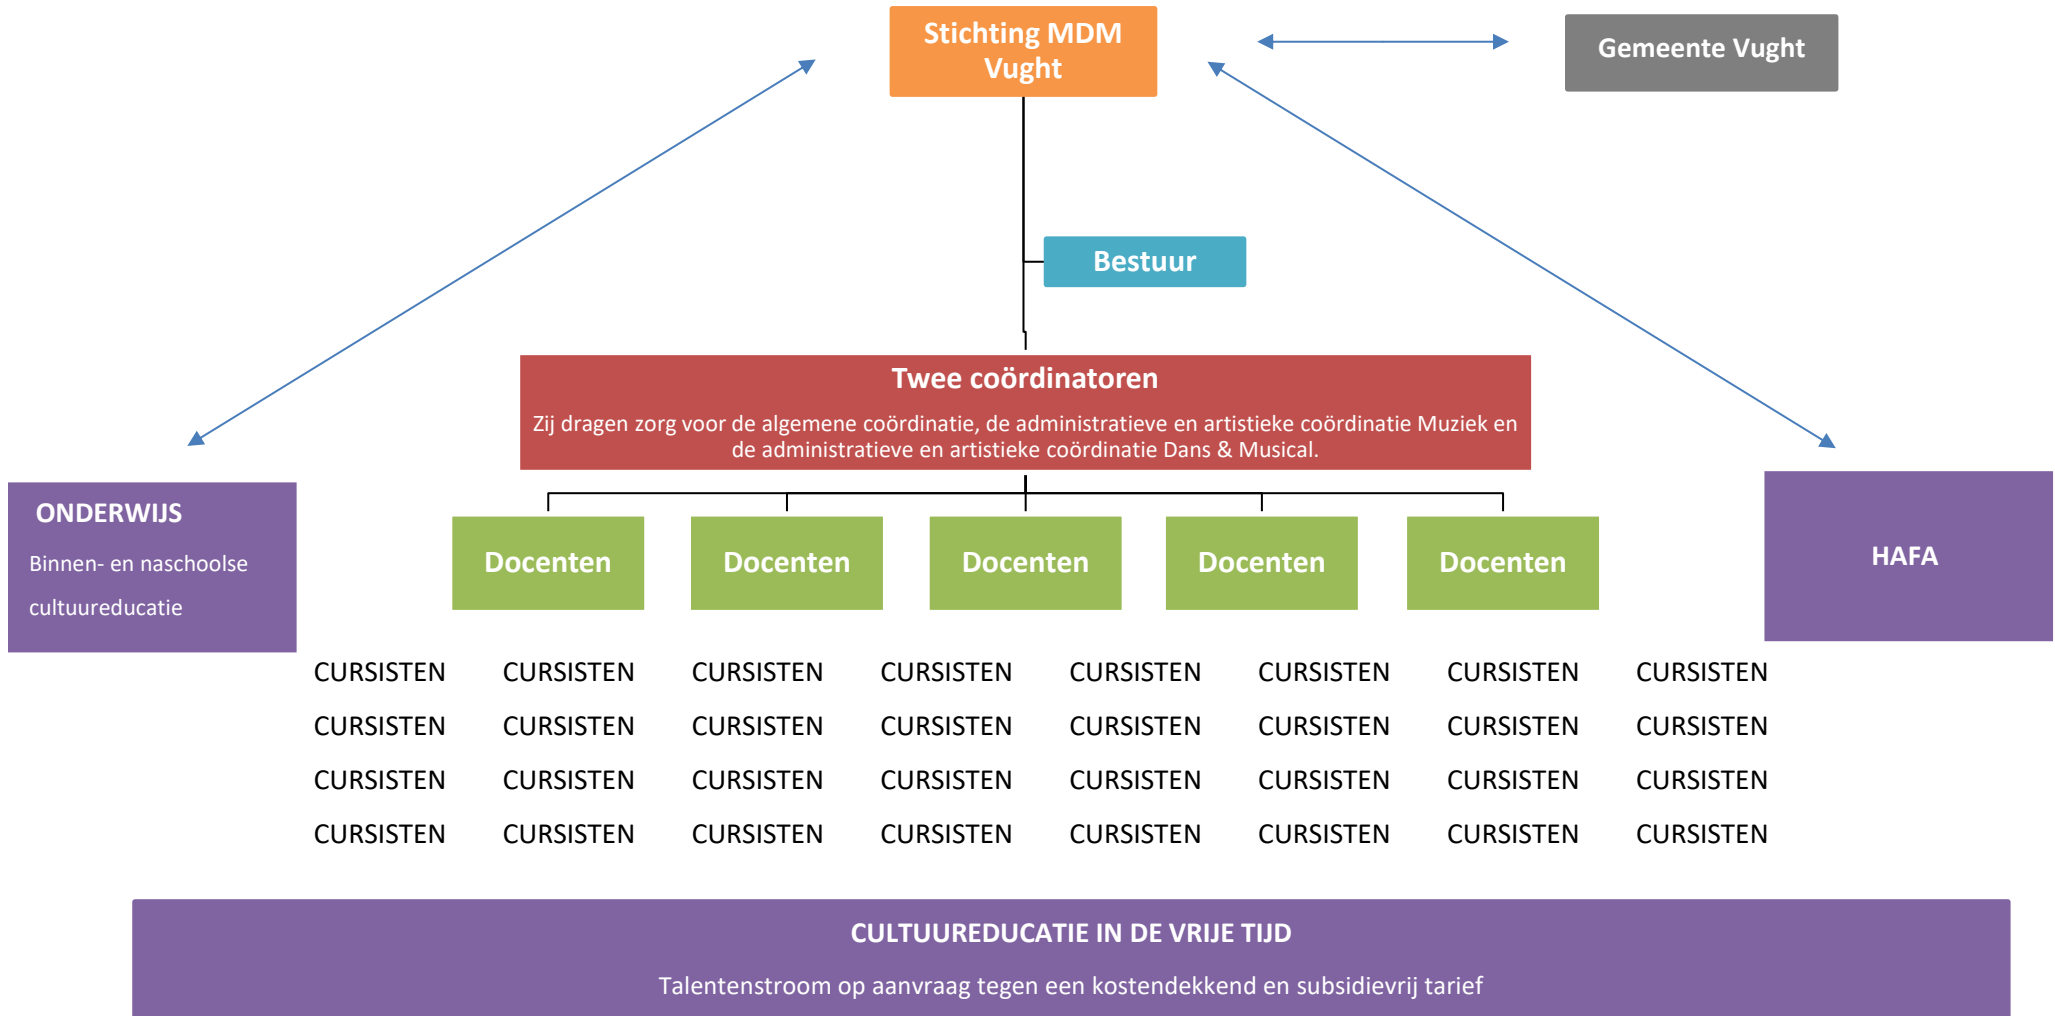 Stichting MDM
Vught
Gemeente Vught
Bestuur
Twee coördinatoren
Zij dragen zorg voor de algemene coördinatie, de administratieve en artistieke coördinatie Muziek en
de administratieve en artistieke coördinatie Dans & Musical.
ONDERWIJS
Binnen- en naschoolse
cultuureducatie
Docenten
Docenten
Docenten
Docenten
Docenten
HAFA
CURSISTEN CURSISTEN CURSISTEN CURSISTEN CURSISTEN CURSISTEN CURSISTEN CURSISTEN
CURSISTEN CURSISTEN CURSISTEN CURSISTEN CURSISTEN CURSISTEN CURSISTEN CURSISTEN
CURSISTEN CURSISTEN CURSISTEN CURSISTEN CURSISTEN CURSISTEN CURSISTEN CURSISTEN
CURSISTEN CURSISTEN CURSISTEN CURSISTEN CURSISTEN CURSISTEN CURSISTEN CURSISTEN
CULTUUREDUCATIE IN DE VRIJE TIJD
Talentenstroom op aanvraag tegen een kostendekkend en subsidievrij tarief